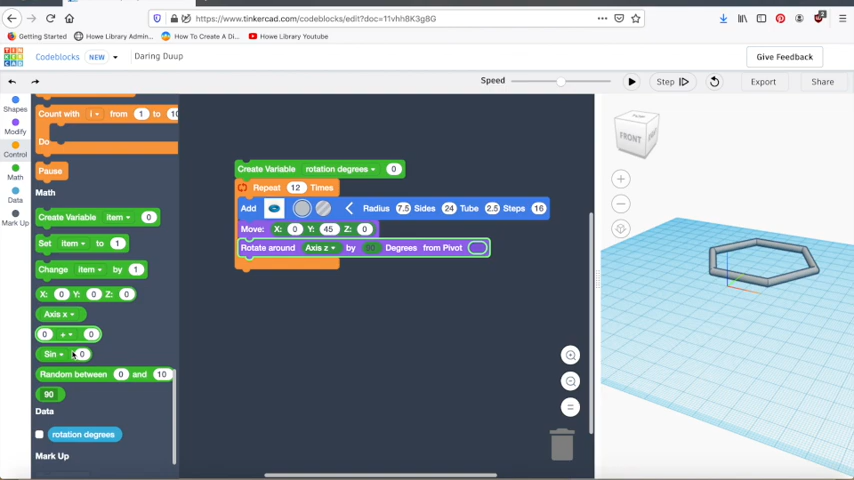 https://www.tinkercad.com/codeblocks/edit?doc=11vhh8K3g8G
Getting Started
Howe Library Admin...
How To Create A Di...
Howe Library Youtube
TIN
KER
CAD
Codeblocks NEW
Daring Duup
Give Feedback
Speed
Step
Export
Share
Shapes
Modify
Control
Math
Data
Mark Up
Count with i from 1 to 10
Do
Pause
Math
Create Variable item 0
Set item to 1
Change item by 1
X: 0 Y: 0 Z: 0
Axis x
0 + 0
Sin 0
Random between 0 and 10
90
Data
rotation degrees
Mark Up
Create Variable rotation degrees 0
Repeat 12 Times
Add Radius 7.5 Sides 24 Tube 2.5 Steps 16
Move: X: 0 Y: 45 Z: 0
Rotate around Axis z by 90 Degrees from Pivot
FRONT